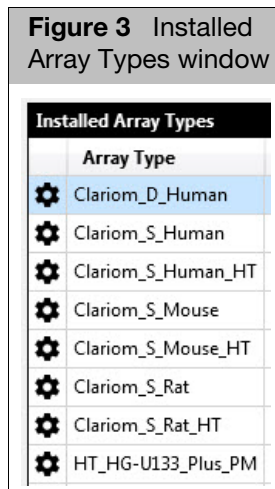 Figure 3 Installed
Array Types window
Installed Array Types
Array Type
Clariom_D_Human
Clariom_S_Human
Clariom_S_Human_HT
Clariom_S_Mouse
Clariom_S_Mouse_HT
Clariom_S_Rat
Clariom_S_Rat_HT
HT_HG-U133_Plus_PM